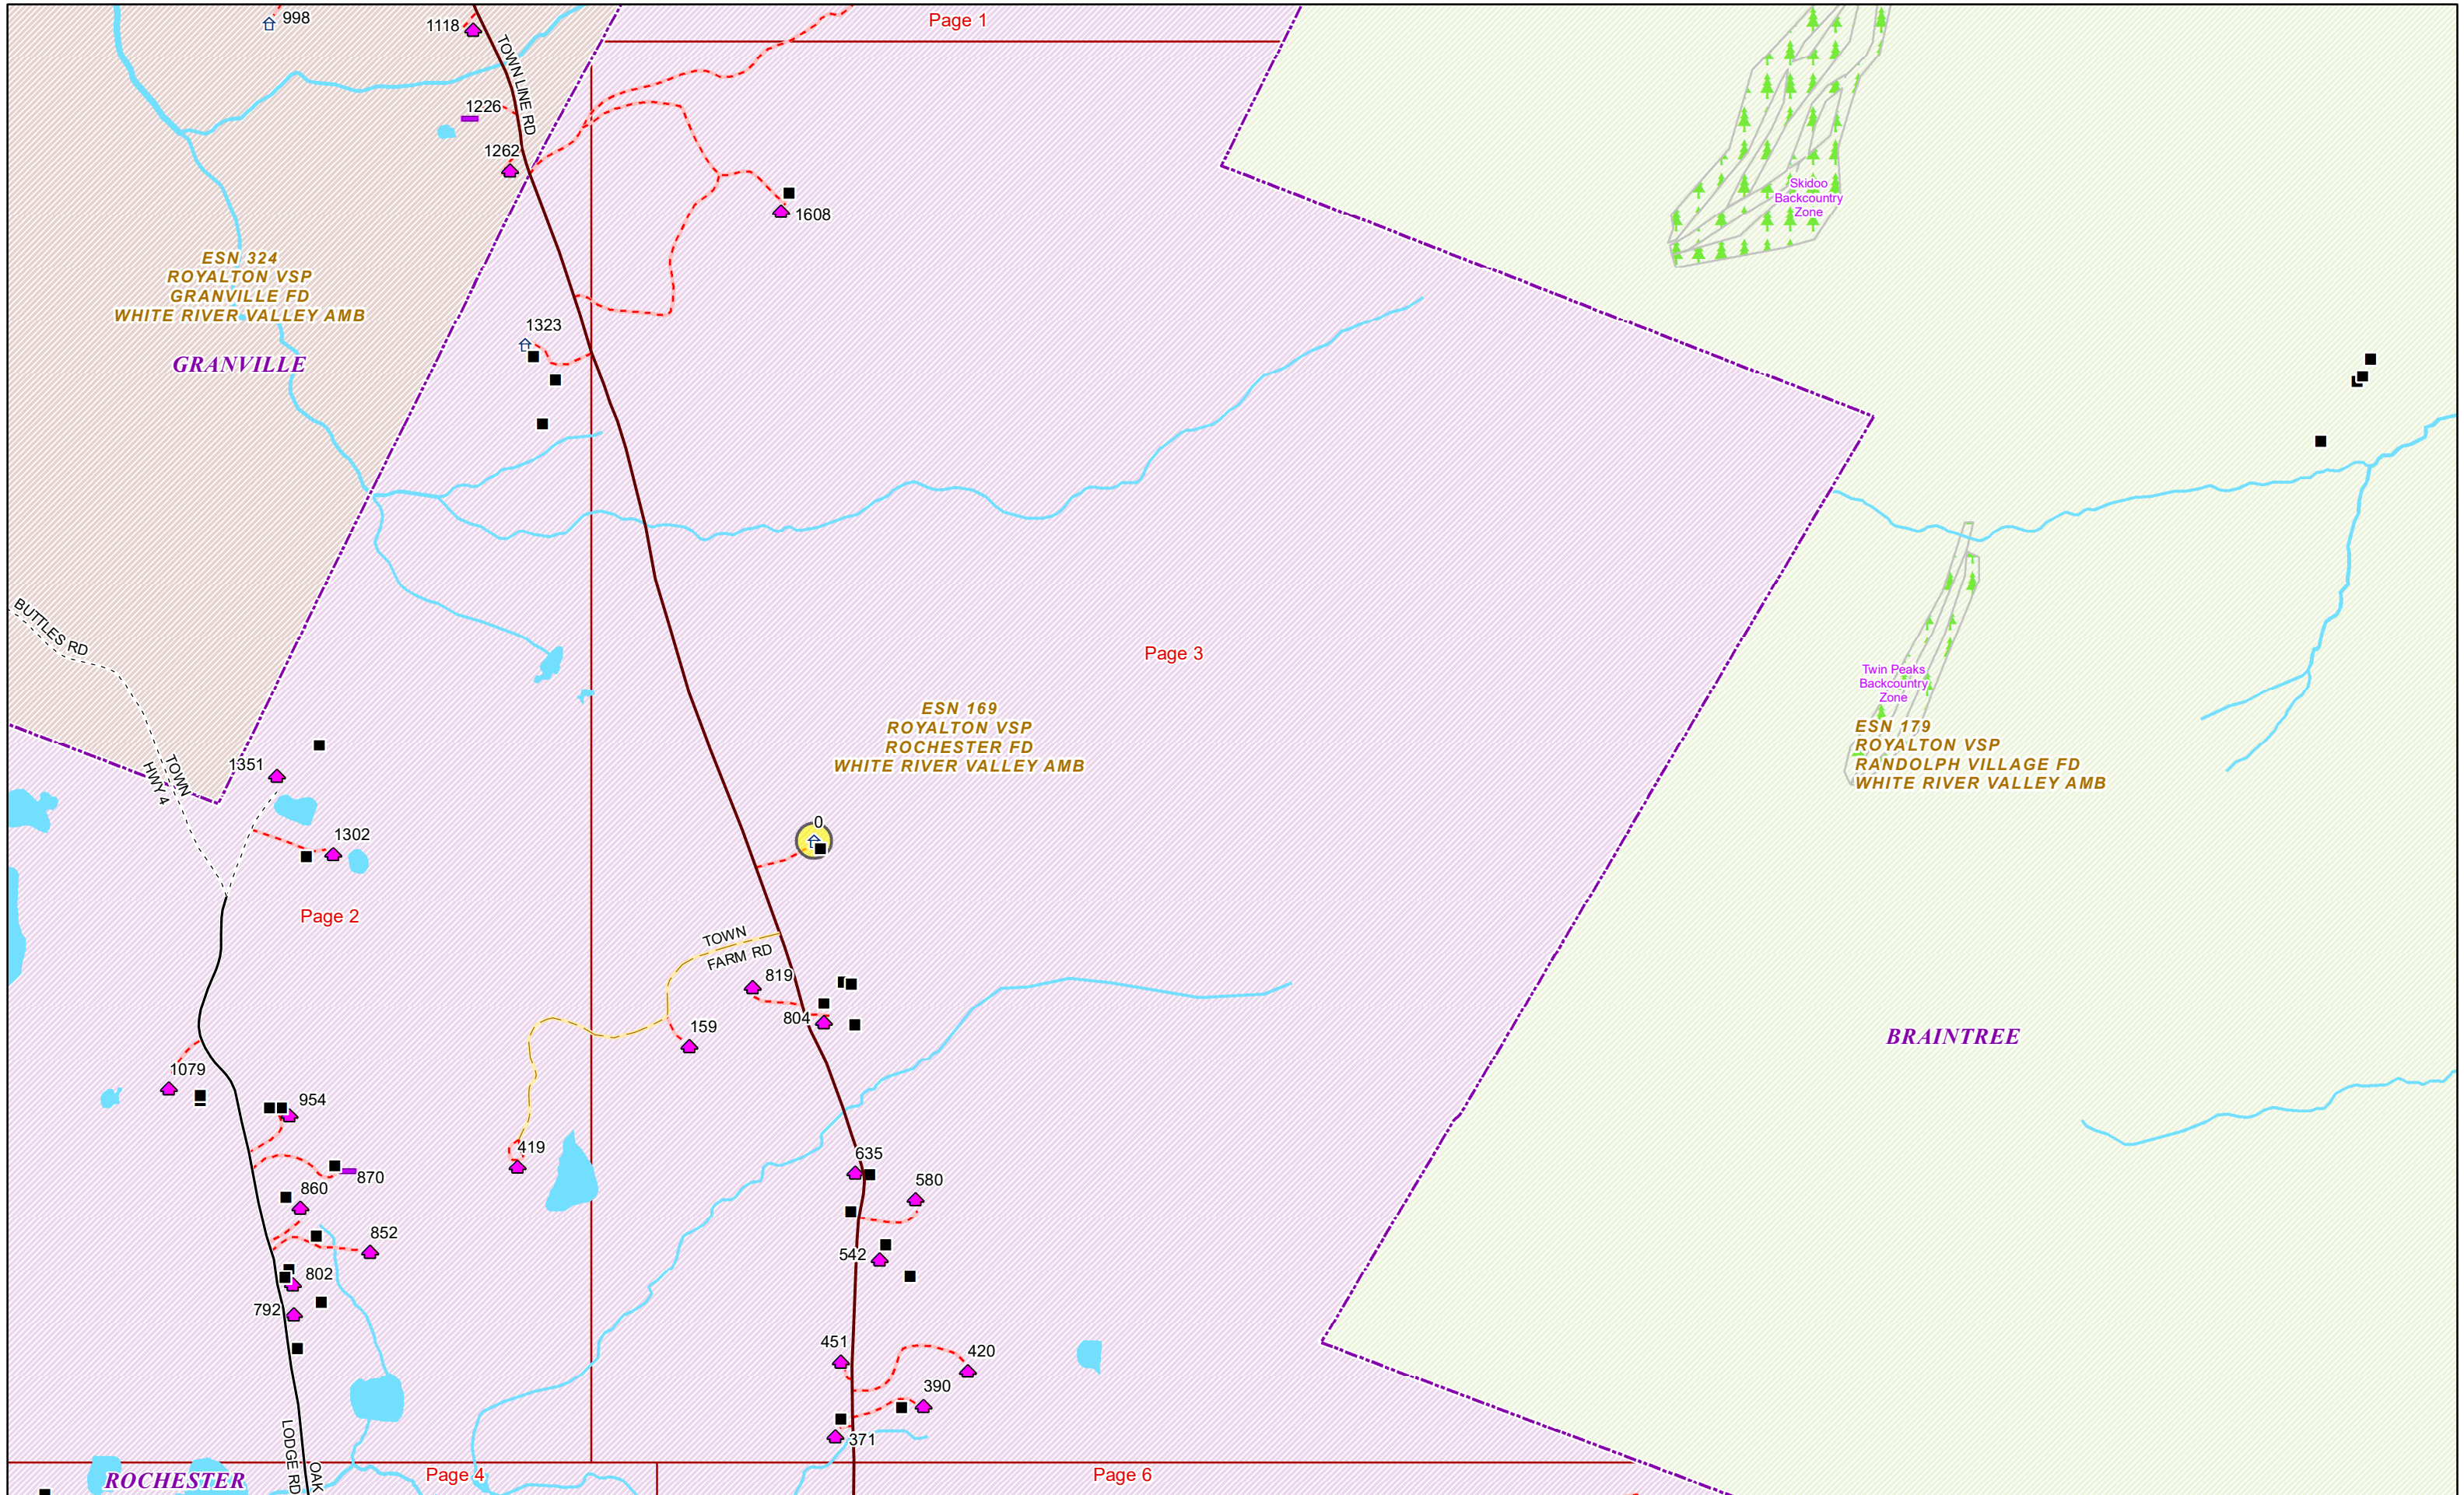 998
1118
Page 1
TOWN LINE RD
1226
1262
1608
Skidoo
Backcountry
Zone
ESN 324
ROYALTON VSP
GRANVILLE FD
WHITE RIVER VALLEY AMB
GRANVILLE
1323
BUTTLES RD
Page 3
Twin Peaks
Backcountry
Zone
ESN 169
ROYALTON VSP
ROCHESTER FD
WHITE RIVER VALLEY AMB
ESN 179
ROYALTON VSP
RANDOLPH VILLAGE FD
WHITE RIVER VALLEY AMB
1351
TOWN
HWY 4
0
1302
Page 2
TOWN
FARM RD
819
804
159
BRAINTREE
1079
954
419
635
870
580
860
852
542
802
792
451
420
390
371
LODGE RD
OAK
ROCHESTER
Page 4
Page 6